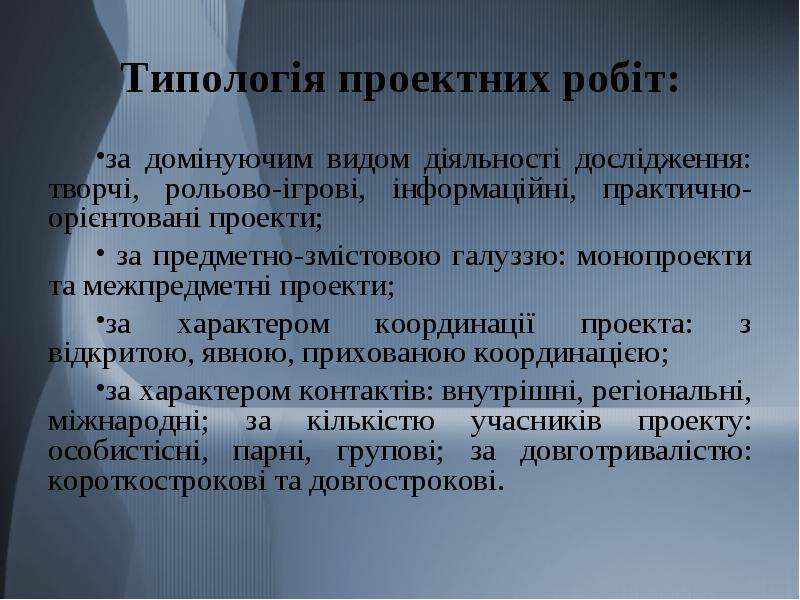 Типологія проектних робіт:
•за домінуючим видом діяльності дослідження:
творчі, рольово-ігрові, інформаційні, практично-
орієнтовані проекти;
• за предметно-змістовою галуззю: монопроекти
та межпредметні проекти;
•за характером координації проекта: з
відкритою, явною, прихованою координацією;
•за характером контактів: внутрішні, регіональні,
міжнародні; за кількістю учасників проекту:
особистісні, парні, групові; за довготривалістю:
короткострокові та довгострокові.